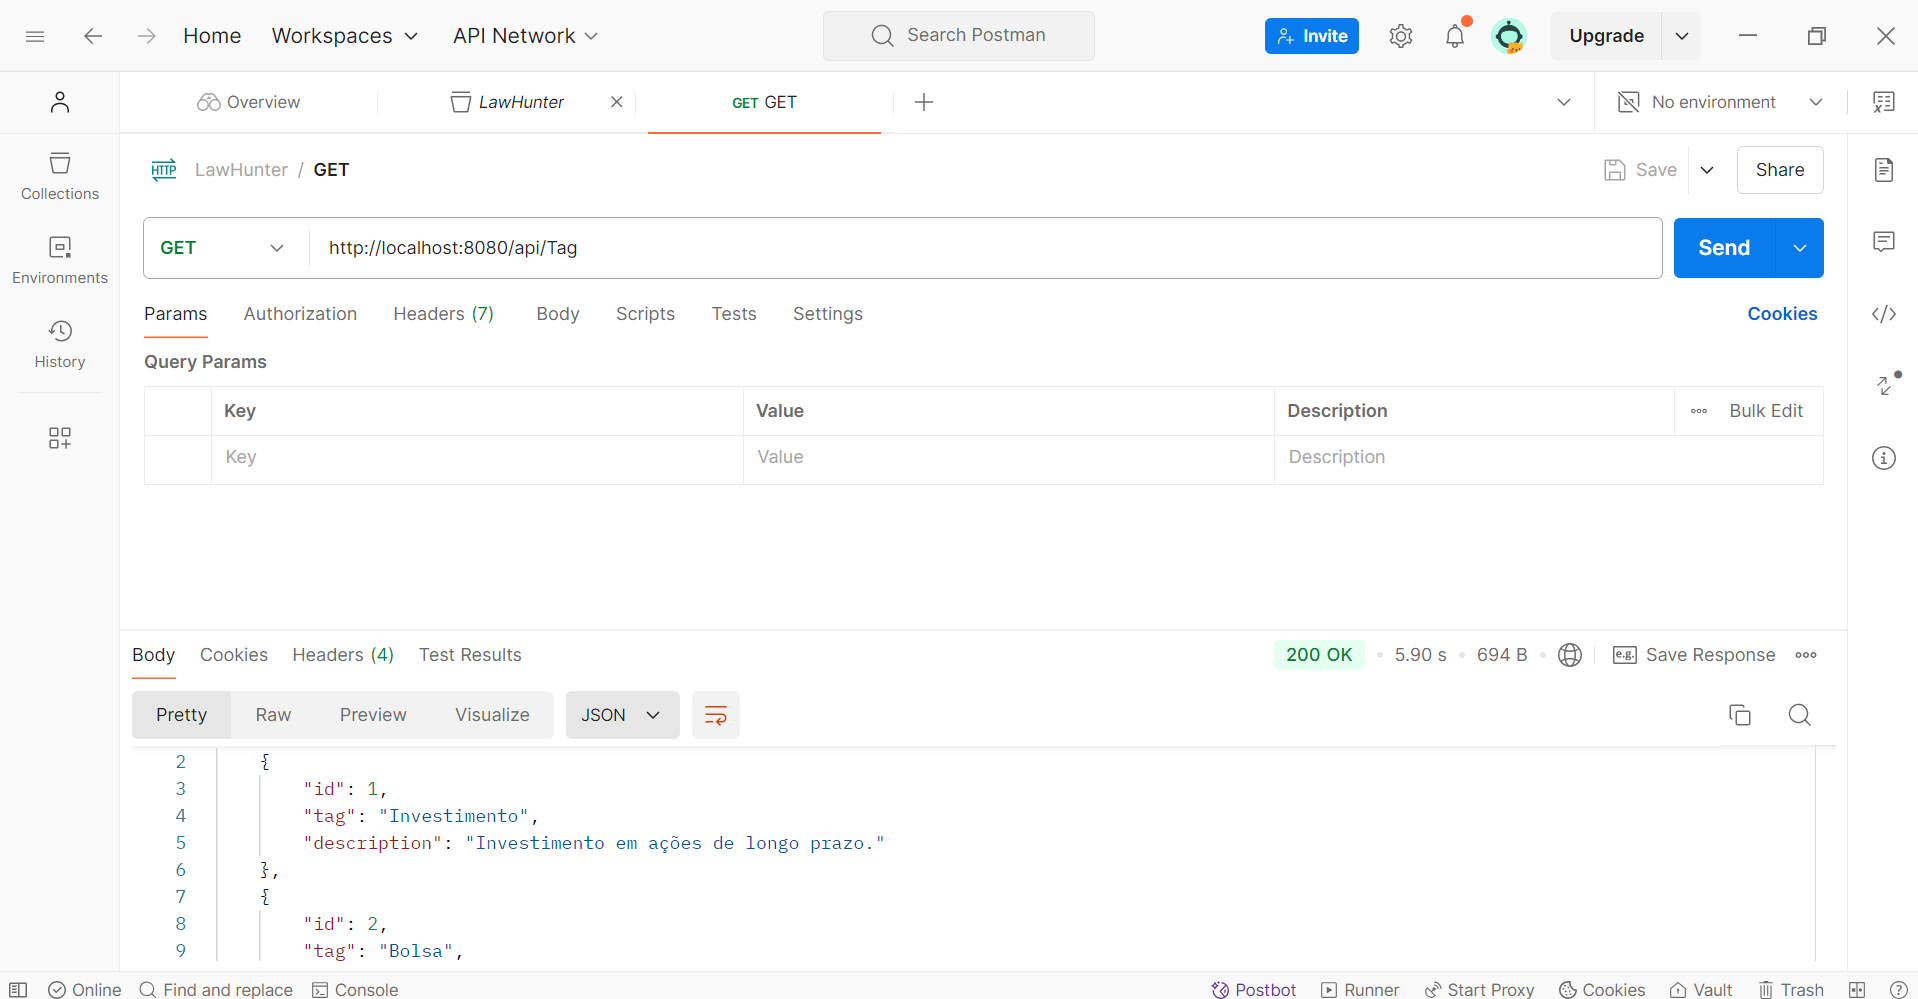 Home Workspaces API Network Search Postman Invite Upgrade
Overview LawHunter GET GET No environment
HTTP LawHunter / GET Save Share
Collections
GET http://localhost:8080/api/Tag Send
Environments
Params Authorization Headers (7) Body Scripts Tests Settings Cookies
History
Query Params
Key Value Description Bulk Edit
Key Value Description
Body Cookies Headers (4) Test Results 200 OK 5.90 s 694 B e.g. Save Response
Pretty Raw Preview Visualize JSON
2 {
3 "id": 1,
4 "tag": "Investimento",
5 "description": "Investimento em ações de longo prazo."
6 },
7 {
8 "id": 2,
9 "tag": "Bolsa",
Online Find and replace Console Postbot Runner Start Proxy Cookies Vault Trash